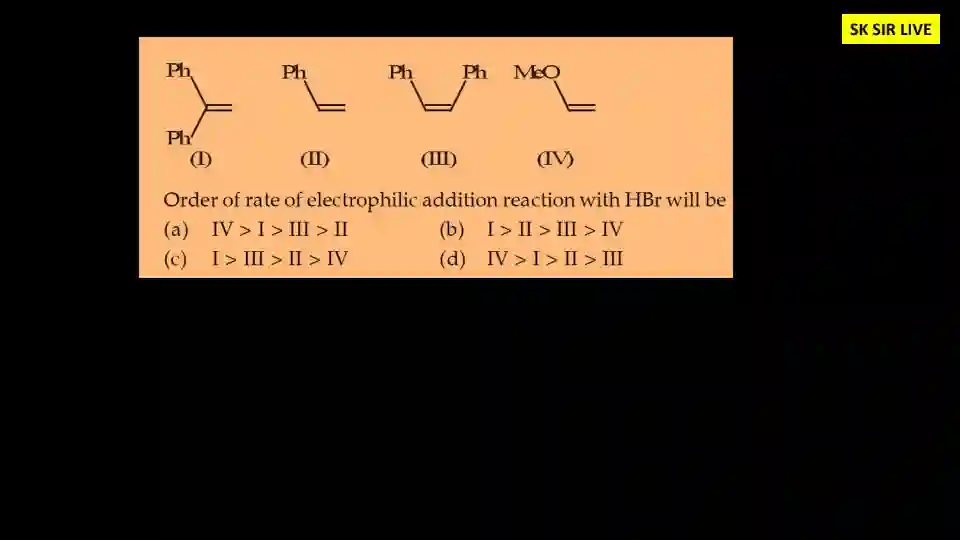 SK SIR LIVE
Ph Ph Ph Ph MeO
Ph
(I) (II) (III) (IV)
Order of rate of electrophilic addition reaction with HBr will be
(a) IV > I > III > II (b) I > II > III > IV
(c) I > III > II > IV (d) IV > I > II > III